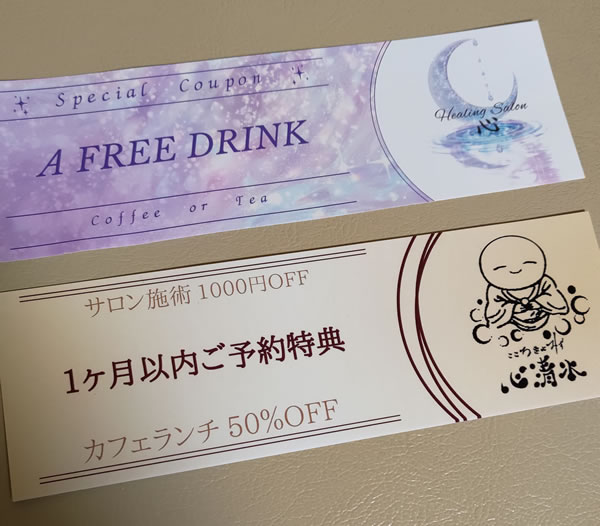 Special Coupon
A FREE DRINK
Coffee or Tea
Healing Salon
心
サロン施術 1000円OFF
1ヶ月以内ご予約特典
カフェランチ 50%OFF
心清水